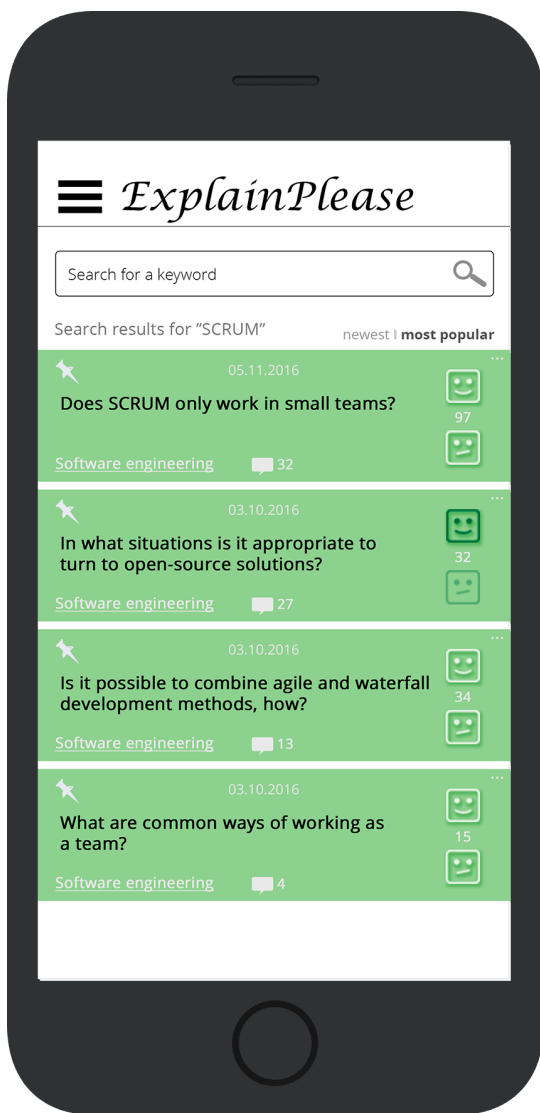 ExplainPlease
Search for a keyword
Search results for ”SCRUM”
newest I most popular
05.11.2016
Does SCRUM only work in small teams?
97
Software engineering
32
03.10.2016
In what situations is it appropriate to
turn to open-source solutions?
32
Software engineering
27
03.10.2016
Is it possible to combine agile and waterfall
development methods, how?
34
Software engineering
13
03.10.2016
What are common ways of working as
a team?
15
Software engineering
4